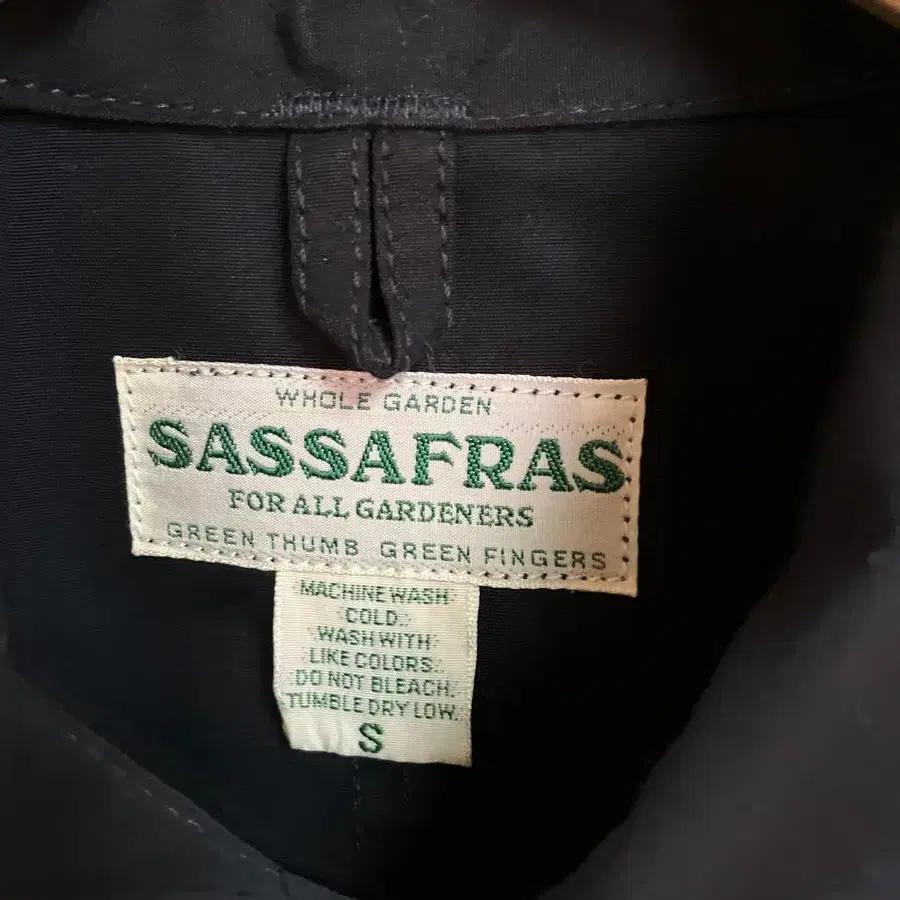 WHOLE GARDEN
SASSAFRAS
FOR ALL GARDENERS
GREEN THUMB GREEN FINGERS
MACHINE WASH
COLD.
WASH WITH
LIKE COLORS.
DO NOT BLEACH.
TUMBLE DRY LOW.
S